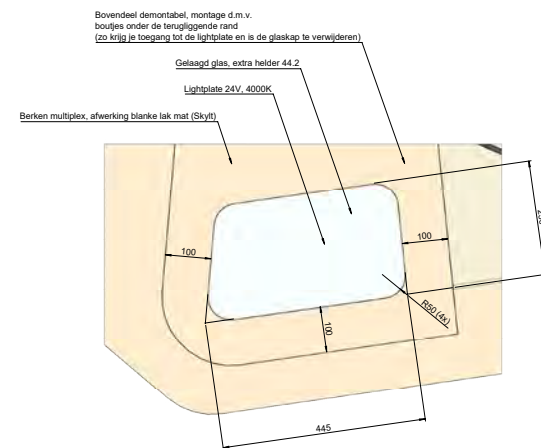 Bovendeel demontabel, montage d.m.v.
boutjes onder de terugliggende rand
(zo krijg je toegang tot de lightplate en is de glaskap te verwijderen)
Gelaagd glas, extra helder 44.2
Lightplate 24V, 4000K
Berken multiplex, afwerking blanke lak mat (Skylt)
100
100
R50 (4x)
100
445